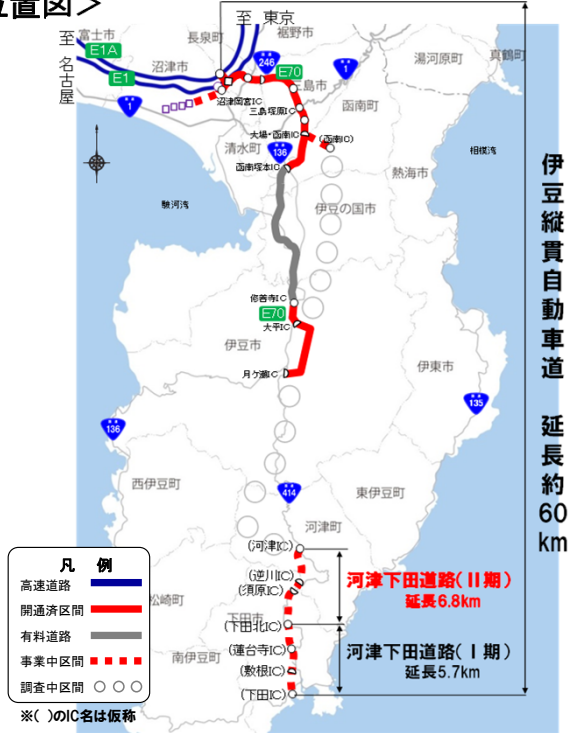 位置図＞
至 東京
至 名古屋
富士市
長泉町
裾野市
湯河原町
真鶴町
E1A
E1
沼津市
246
E70
1
三島市
函南町
1
沼津岡宮IC
三島塚原IC
大場・函南IC
(函南IC)
清水町
136
函南塚本IC
熱海市
相模湾
駿河湾
伊豆の国市
修善寺IC
E70
大平IC
伊豆市
月ケ瀬IC
伊東市
135
136
414
西伊豆町
東伊豆町
河津町
(河津IC)
(逆川IC)
(須原IC)
松崎町
下田市
(下田北IC)
(蓮台寺IC)
南伊豆町
(敷根IC)
(下田IC)
河津下田道路(Ⅱ期)
延長6.8km
河津下田道路(Ⅰ期)
延長5.7km
伊豆縦貫自動車道 延長約60km
凡 例
高速道路
開通済区間
有料道路
事業中区間
調査中区間
※( )のIC名は仮称